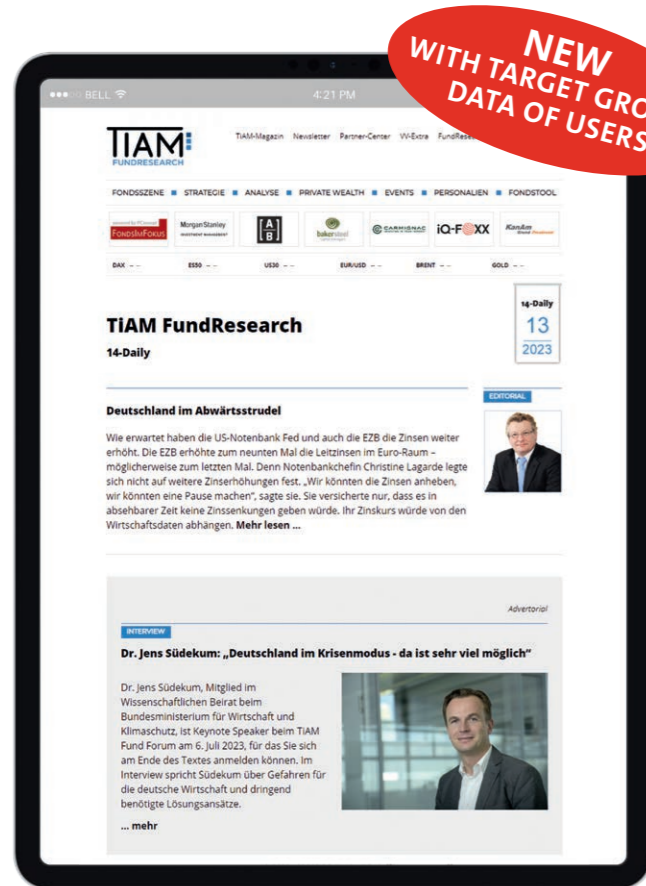 NEW
WITH TARGET
DATA OF USERS
BELL
4:21 PM
TiAM
FUNDRESEARCH
TiAM-Magazin Newsletter Partner-Center VV-Extra
FONDSSZENE STRATEGIE ANALYSE PRIVATE WEALTH EVENTS PERSONALIEN FONDSTOOL
FONDSIMFOKUS
Morgan Stanley
INVESTMENT MANAGEMENT
[A B]
bakersteel
CARMIGNAC
iQ-FOXX
KanAm
DAX -- ES50 -- US30 -- EUR/USD -- BRENT -- GOLD --
14-Daily
13
2023
TiAM FundResearch
14-Daily
EDITORIAL
Deutschland im Abwärtsstrudel
Wie erwartet haben die US-Notenbank Fed und auch die EZB die Zinsen weiter
erhöht. Die EZB erhöhte zum neunten Mal die Leitzinsen im Euro-Raum –
möglicherweise zum letzten Mal. Denn Notenbankchefin Christine Lagarde legte
sich nicht auf weitere Zinserhöhungen fest. „Wir könnten die Zinsen anheben,
wir könnten eine Pause machen“, sagte sie. Sie versicherte nur, dass es in
absehbarer Zeit keine Zinssenkungen geben würde. Ihr Zinskurs würde von den
Wirtschaftsdaten abhängen. Mehr lesen ...
Advertorial
INTERVIEW
Dr. Jens Südekum: „Deutschland im Krisenmodus - da ist sehr viel möglich“
Dr. Jens Südekum, Mitglied im
Wissenschaftlichen Beirat beim
Bundesministerium für Wirtschaft und
Klimaschutz, ist Keynote Speaker beim TiAM
Fund Forum am 6. Juli 2023, für das Sie sich
am Ende des Textes anmelden können. Im
Interview spricht Südekum über Gefahren für
die deutsche Wirtschaft und dringend
benötigte Lösungsansätze.
... mehr